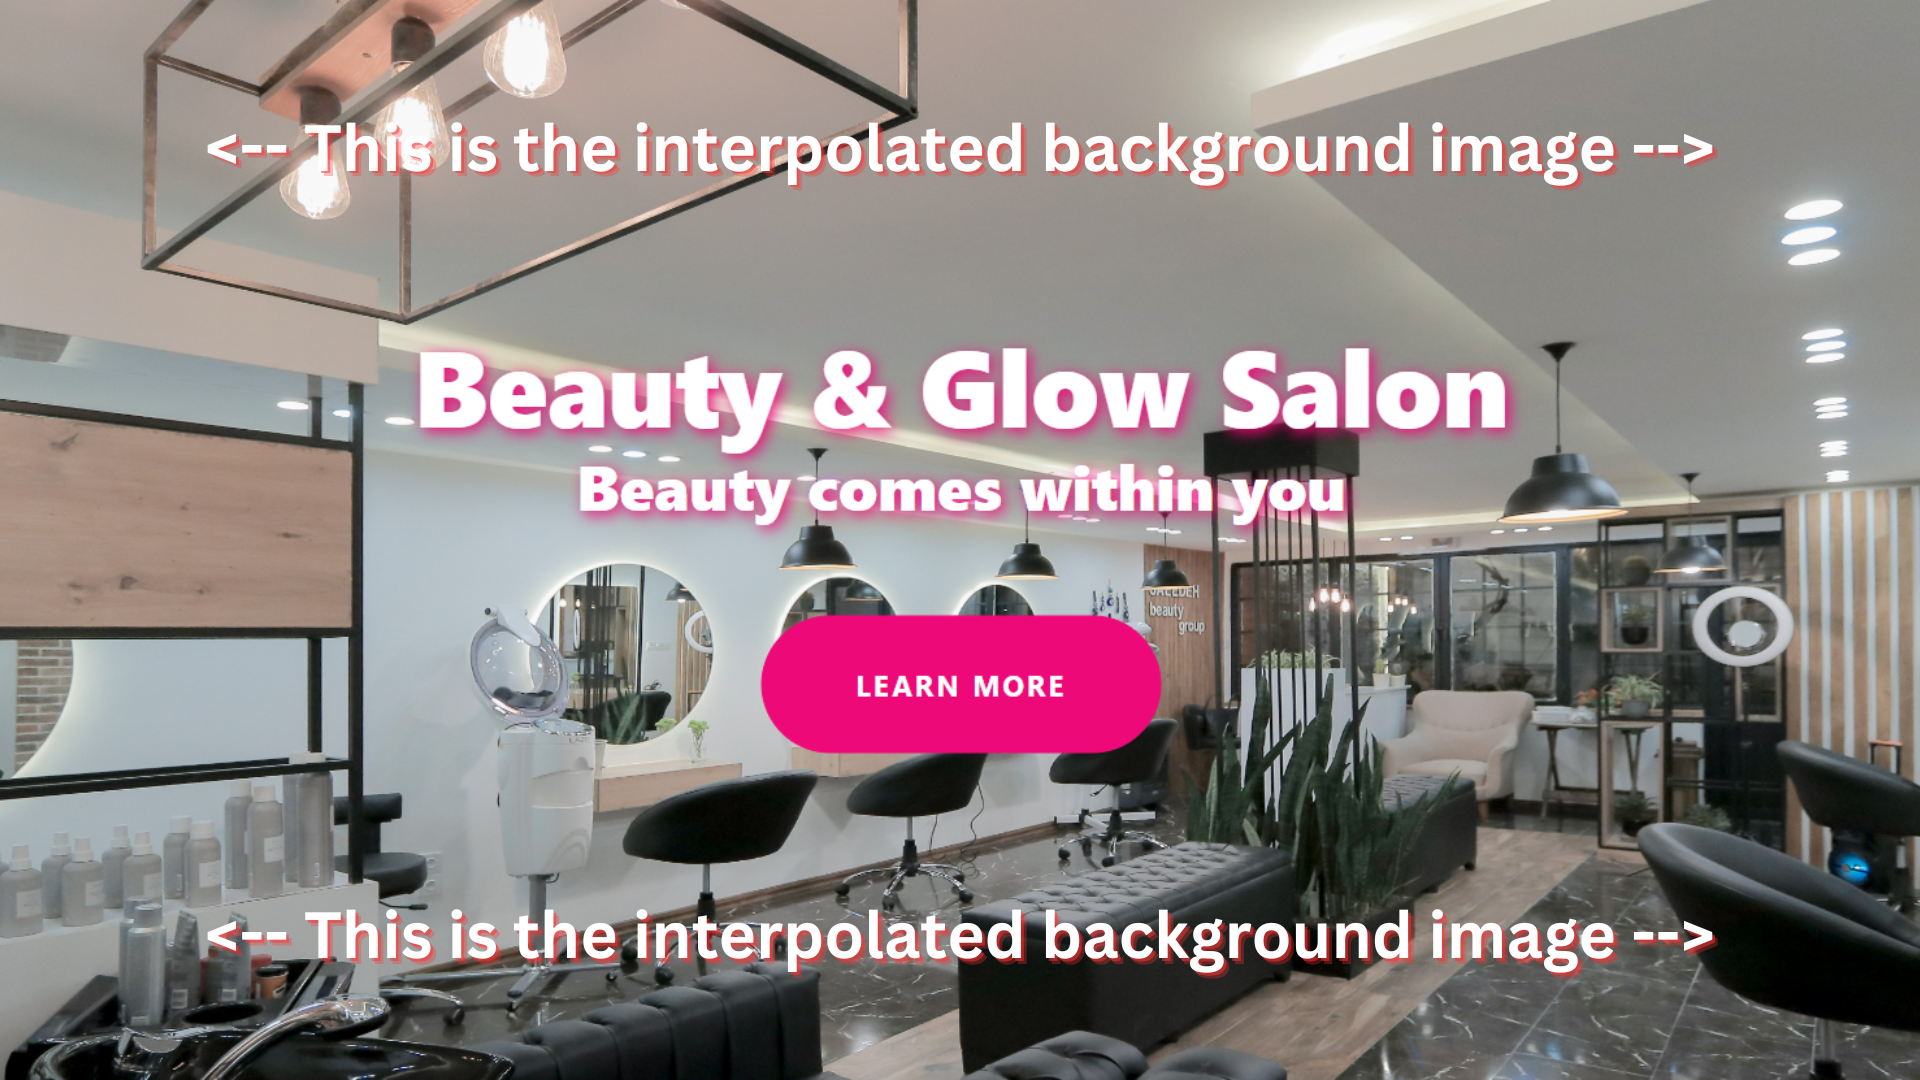 <-- This is the interpolated background image -->
Beauty & Glow Salon
Beauty comes within you
beauty
group
LEARN MORE
<-- This is the interpolated background image -->